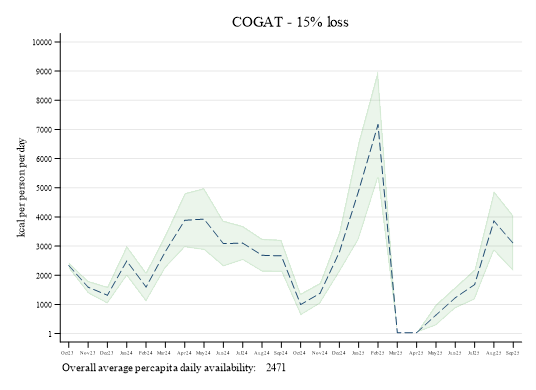 COGAT - 15% loss
10000
9000
8000
7000
6000
5000
4000
3000
2000
1000
1
kcal per person per day
Oct23 Nov23 Dec23 Jan24 Feb24 Mar24 Apr24 May24 Jun24 Jul24 Aug24 Sep24 Oct24 Nov24 Dec24 Jan25 Feb25 Mar25 Apr25 May25 Jun25 Jul25 Aug25 Sep25
Overall average percapita daily availability: 2471